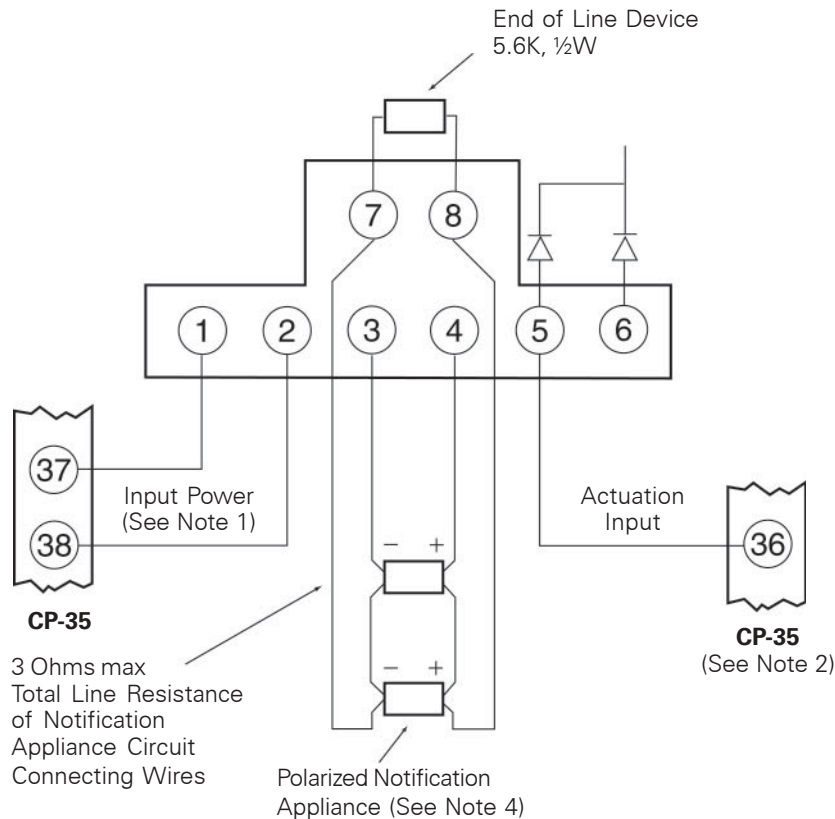 End of Line Device
5.6K, ½W
7 8
1 2 3 4 5 6
37
Input Power
(See Note 1)
38
CP-35
Actuation
Input
36
CP-35
(See Note 2)
− +
− +
3 Ohms max
Total Line Resistance
of Notification
Appliance Circuit
Connecting Wires
Polarized Notification
Appliance (See Note 4)